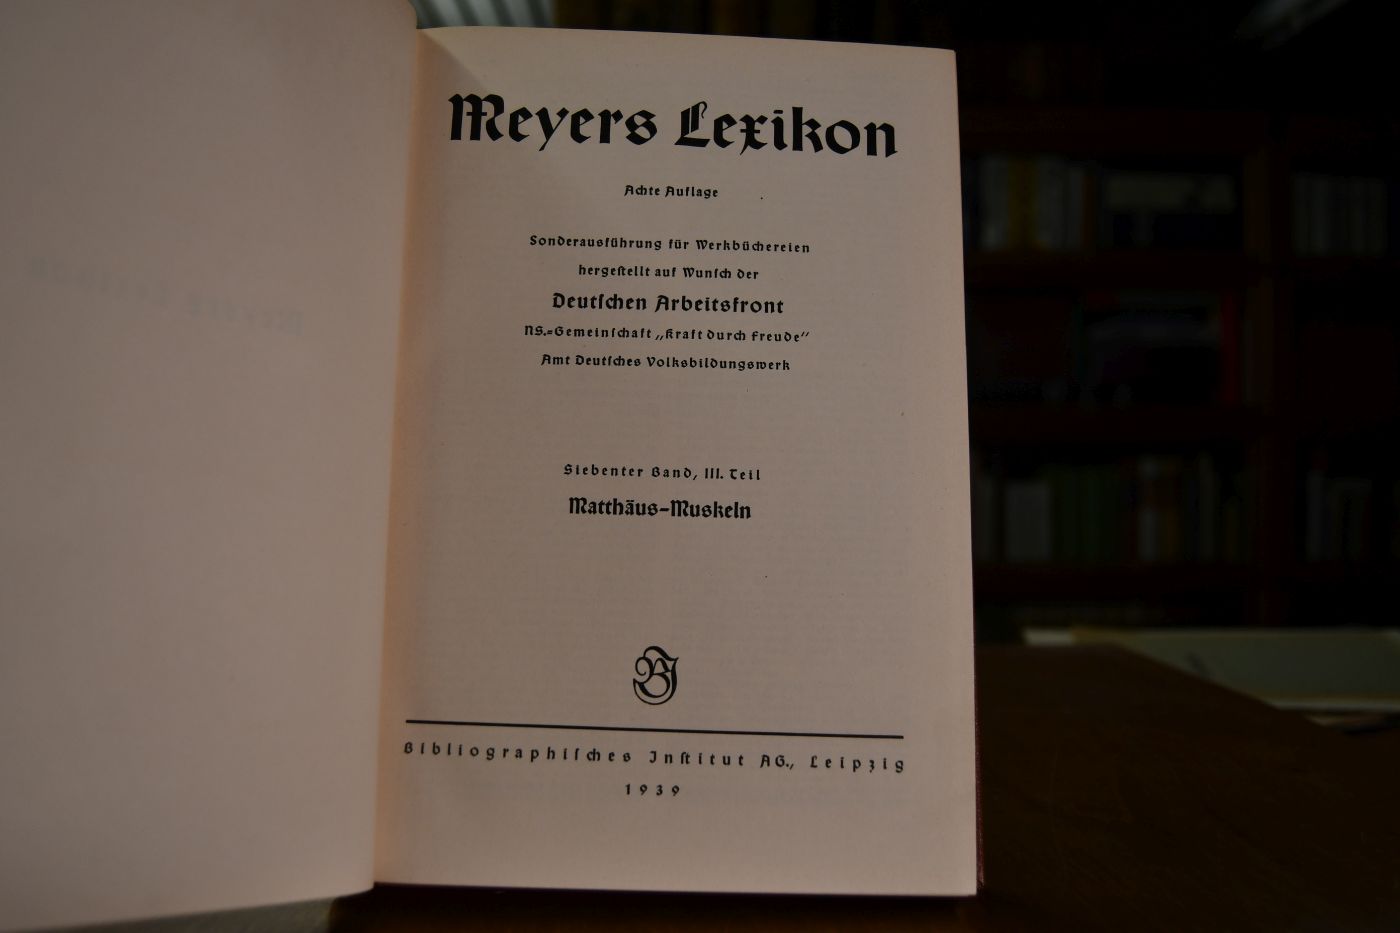 Meyers Lexikon
Achte Auflage
Sonderausführung für Werkbüchereien
hergeſtellt auf Wunſch der
Deutſchen Arbeitsfront
NS.=Gemeinſchaft „Kraft durch Freude“
Amt Deutſches Volksbildungswerk
Siebenter Band, III. Teil
Matthäus-Muskeln
BJ
Bibliographiſches Inſtitut AG., Leipzig
1939